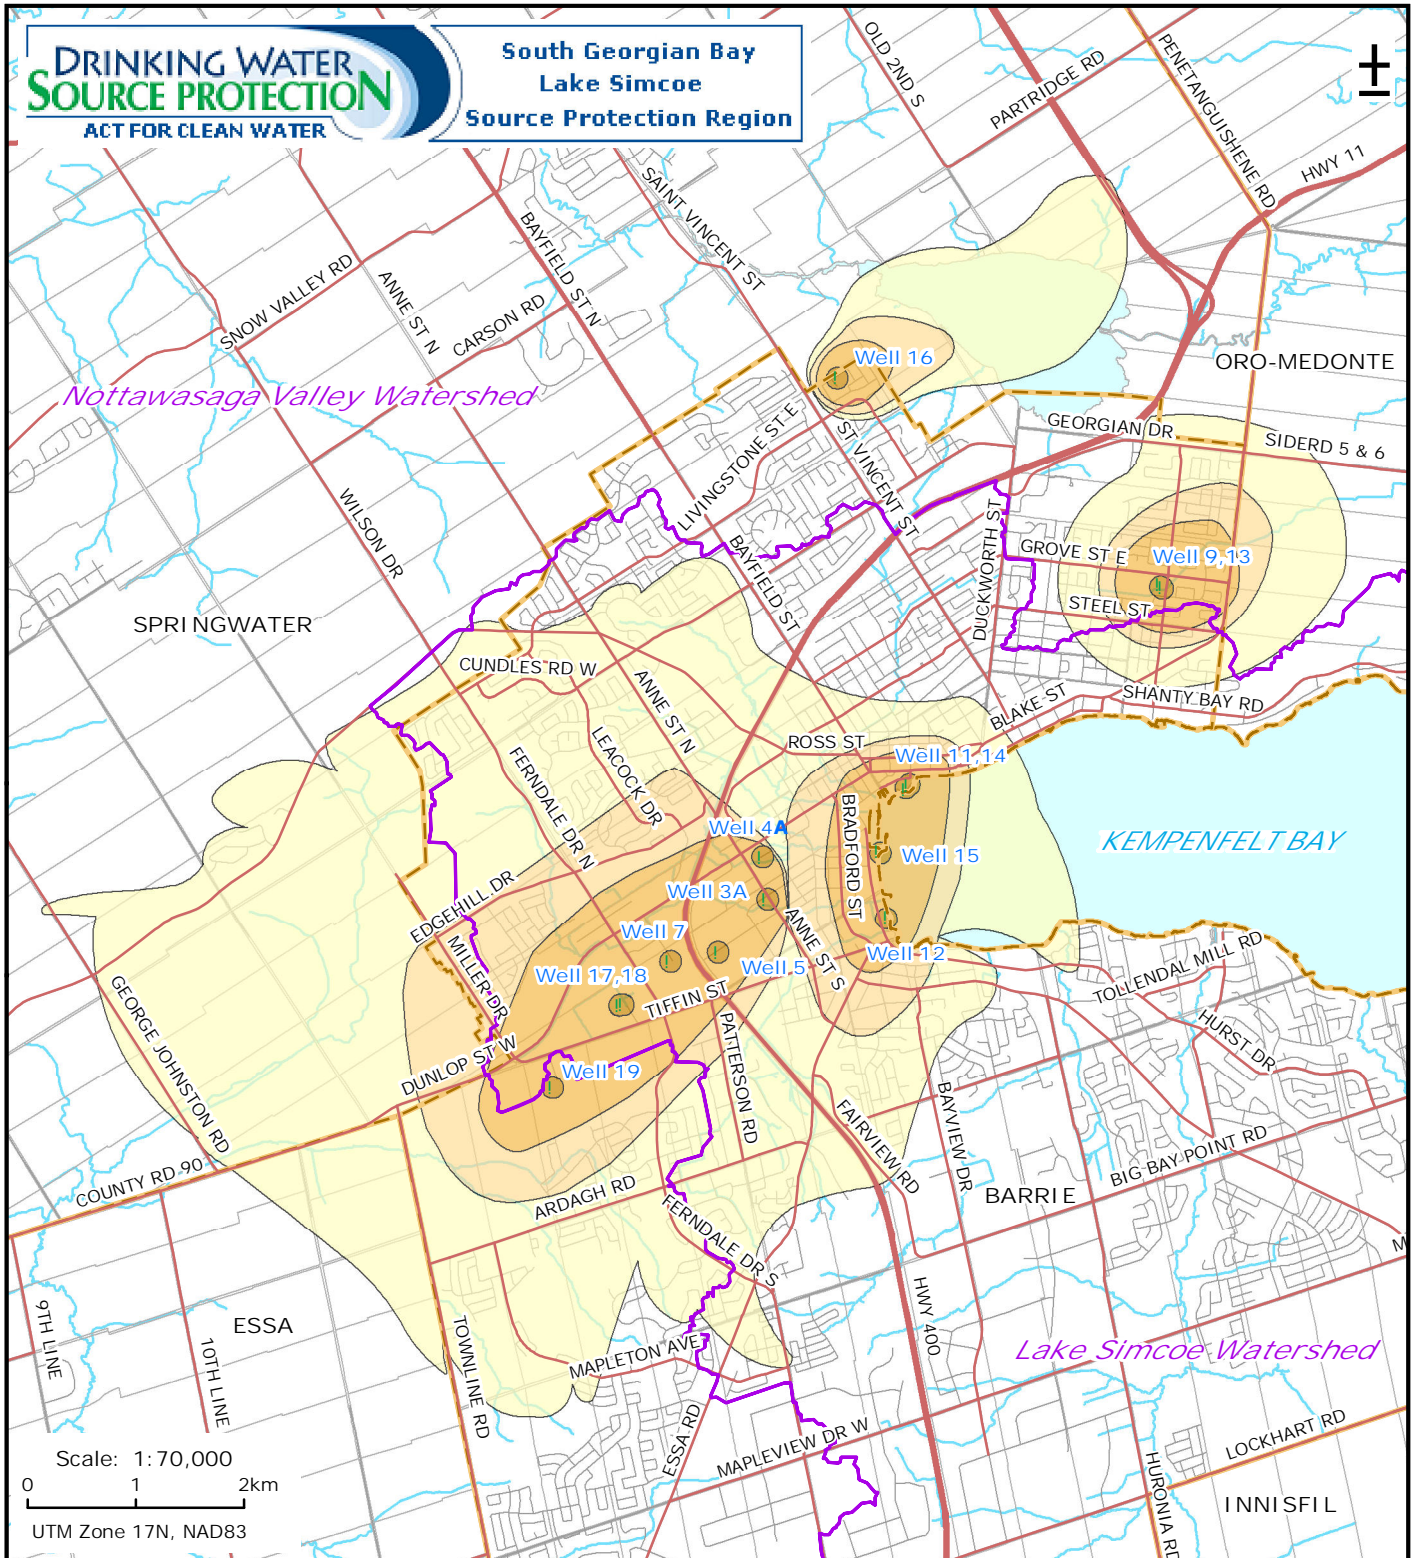 DRINKING WATER
SOURCE PROTECTION
ACT FOR CLEAN WATER
South Georgian Bay
Lake Simcoe
Source Protection Region
±
OLD 2ND S
PARTRIDGE RD
PENETANGUISHENE RD
HWY 11
SAINT VINCENT ST
BAYFIELD ST N
SNOW VALLEY RD
ANNE ST N
CARSON RD
Well 16
ORO-MEDONTE
Nottawasaga Valley Watershed
LIVINGSTONE ST E
ST VINCENT ST
GEORGIAN DR
SIDERD 5 & 6
WILSON DR
BAYFIELD ST
DUCKWORTH ST
GROVE ST E
Well 9,13
STEEL ST
SPRINGWATER
CUNDLES RD W
ANNE ST N
BLAKE ST
SHANTY BAY RD
LEACOCK DR
FERNDALE DR N
ROSS ST
Well 11,14
BRADFORD ST
Well 4A
KEMPENFELT BAY
Well 15
Well 3A
EDGEHILL DR
ANNE ST S
Well 7
Well 12
MILLER DR
Well 17,18
Well 5
TOLLENDAL MILL RD
GEORGE JOHNSTON RD
TIFFIN ST
PATTERSON RD
HURST DR
DUNLOP ST W
Well 19
BAYVIEW DR
FAIRVIEW RD
COUNTY RD 90
ARDAGH RD
BARRIE
BIG BAY POINT RD
FERNDALE DR S
M
9TH LINE
ESSA
10TH LINE
TOWNLINE RD
HWY 400
MAPLETON AVE
Lake Simcoe Watershed
ESSA RD
MAPLEVIEW DR W
LOCKHART RD
HURONIA RD
INNISFIL
Scale: 1:70,000
0 1 2km
UTM Zone 17N, NAD83